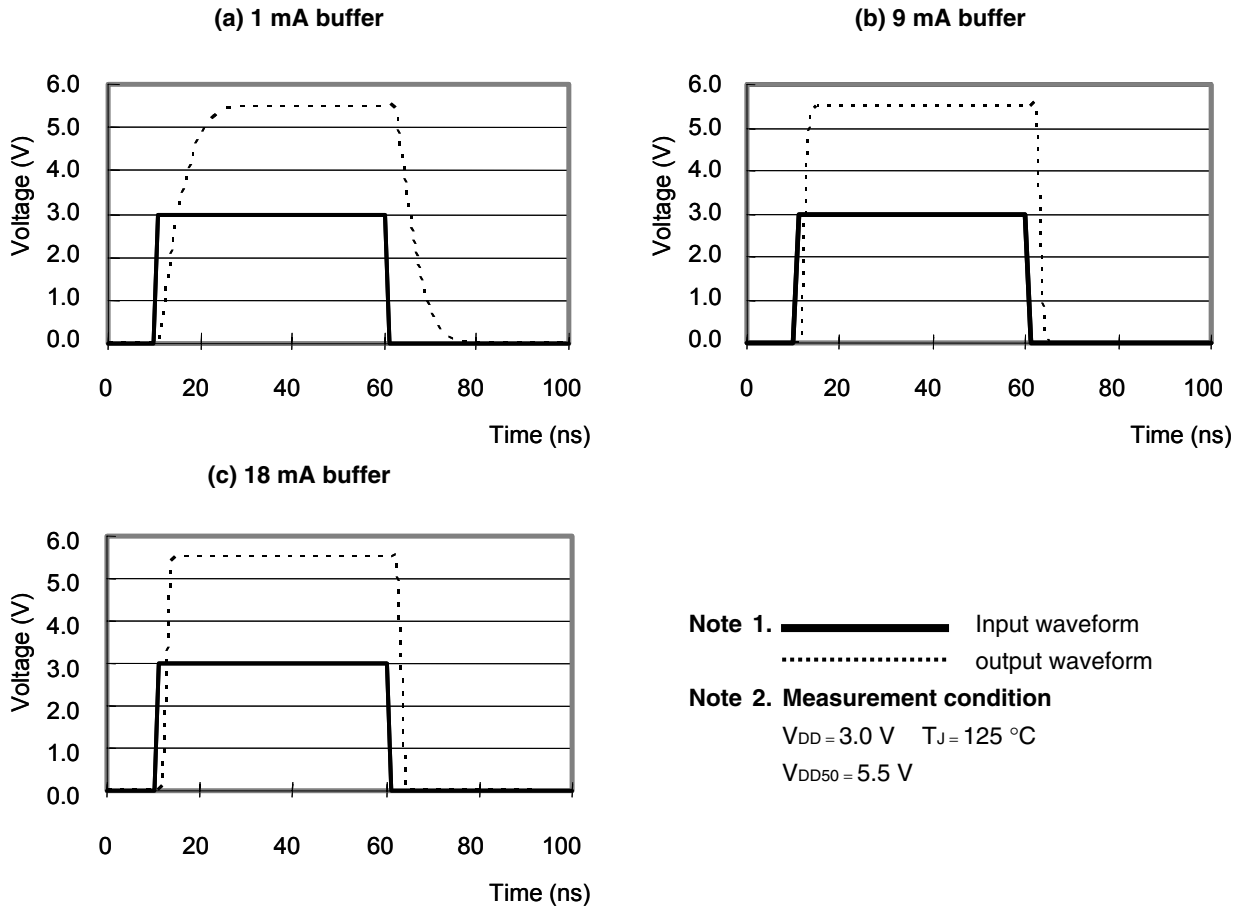 (a) 1 mA buffer
6.0
5.0
4.0
3.0
2.0
1.0
0.0
Voltage (V)
0 20 40 60 80 100
Time (ns)
(b) 9 mA buffer
6.0
5.0
4.0
3.0
2.0
1.0
0.0
Voltage (V)
0 20 40 60 80 100
Time (ns)
(c) 18 mA buffer
6.0
5.0
4.0
3.0
2.0
1.0
0.0
Voltage (V)
0 20 40 60 80 100
Time (ns)
Note 1. Input waveform
output waveform
Note 2. Measurement condition
VDD = 3.0 V TJ = 125 °C
VDD50 = 5.5 V